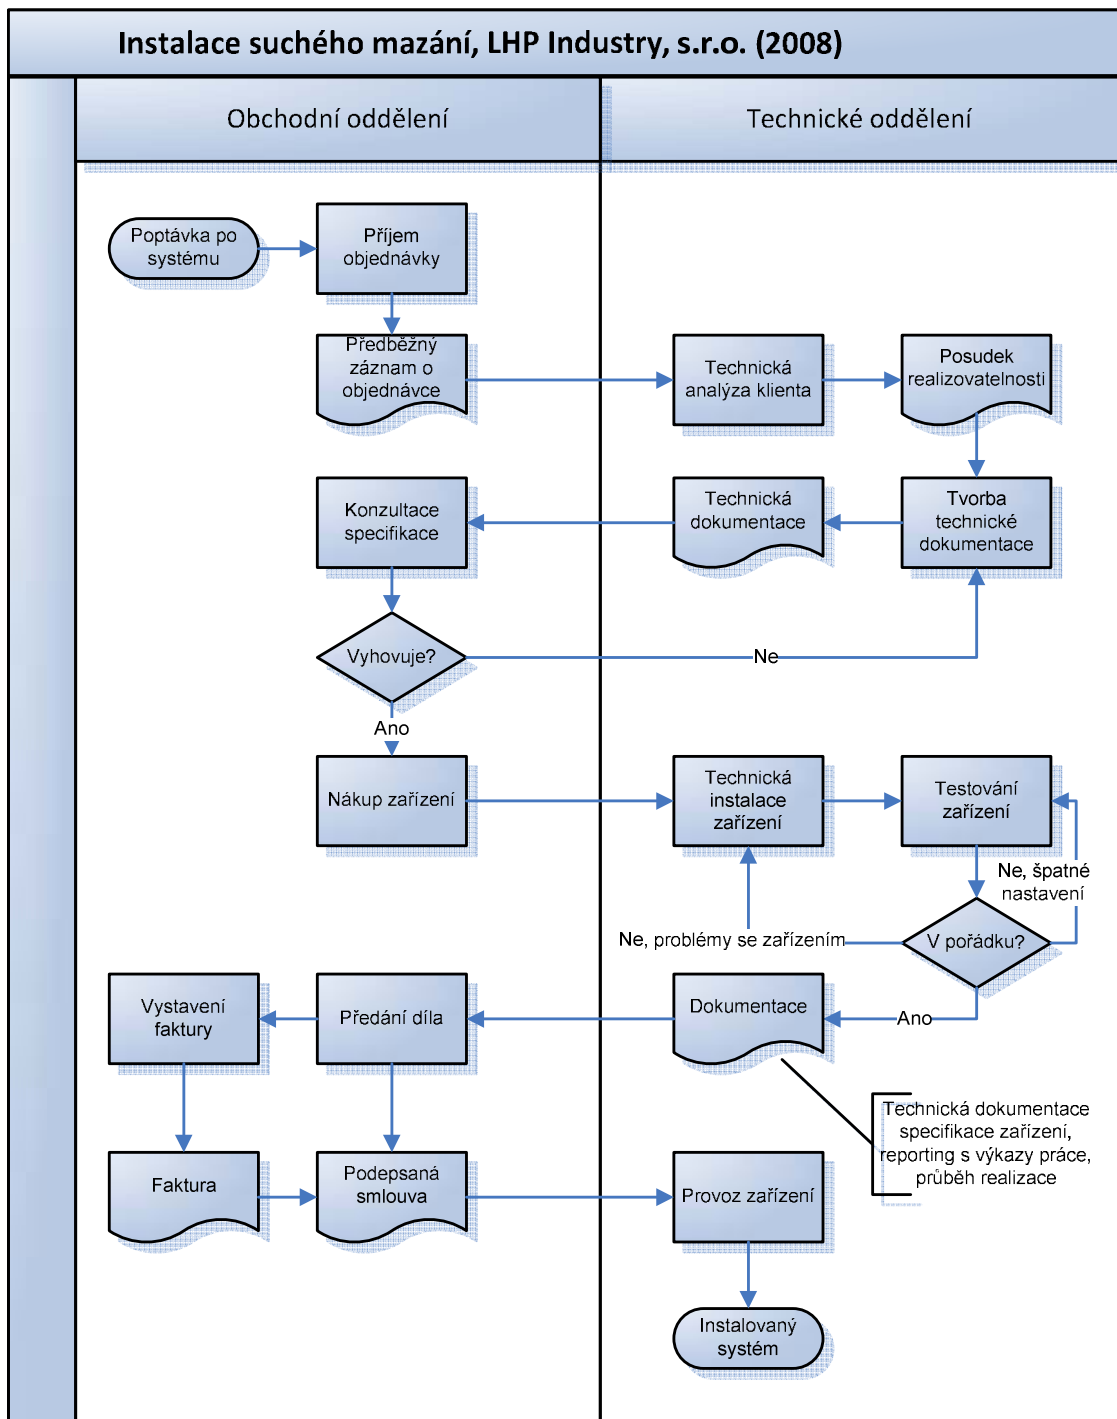 Instalace suchého mazání, LHP Industry, s.r.o. (2008)
Obchodní oddělení
Technické oddělení
Poptávka po
systému
Příjem
objednávky
Předběžný
záznam o
objednávce
Technická
analýza klienta
Posudek
realizovatelnosti
Konzultace
specifikace
Technická
dokumentace
Tvorba
technické
dokumentace
Vyhovuje?
Ne
Ano
Nákup zařízení
Technická
instalace
zařízení
Testování
zařízení
Ne, špatné
nastavení
Ne, problémy se zařízením
V pořádku?
Vystavení
faktury
Předání díla
Dokumentace
Ano
Technická dokumentace
specifikace zařízení,
reporting s výkazy práce,
průběh realizace
Faktura
Podepsaná
smlouva
Provoz zařízení
Instalovaný
systém